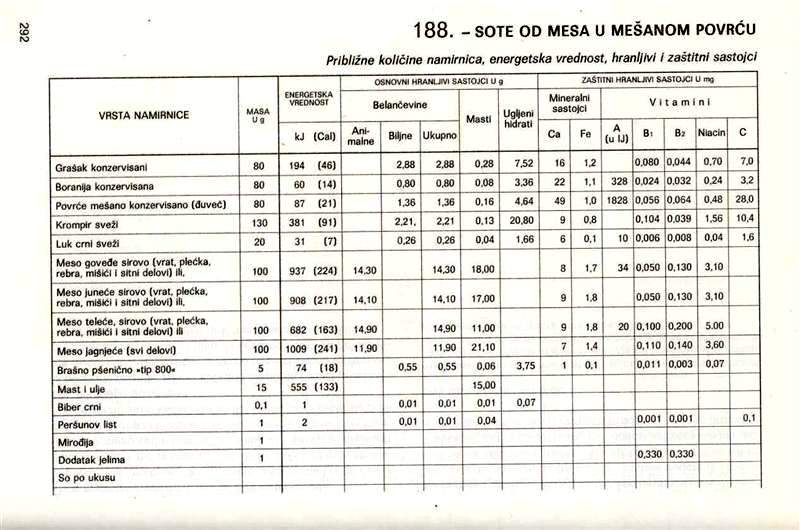 292
188. – SOTE OD MESA U MEŠANOM POVRĆU
Približne količine namirnica, energetska vrednost, hranljivi i zaštitni sastojci
VRSTA NAMIRNICE | MASA U g | ENERGETSKA VREDNOST kJ (Cal) | OSNOVNI HRANLJIVI SASTOJCI U g | ZAŠTITNI HRANLJIVI SASTOJCI U mg
Belančevine | Masti | Ugljeni hidrati | Mineralni sastojci | Vitamini
Animalne | Biljne | Ukupno | Ca | Fe | A (u IJ) | B1 | B2 | Niacin | C
Grašak konzervisani 80 194 (46) 2,88 2,88 0,28 7,52 16 1,2 0,080 0,044 0,70 7,0
Boranija konzervisana 80 60 (14) 0,80 0,80 0,08 3,36 22 1,1 328 0,024 0,032 0,24 3,2
Povrće mešano konzervisano (đuveč) 80 87 (21) 1,36 1,36 0,16 4,64 49 1,0 1828 0,056 0,064 0,48 28,0
Krompir sveži 130 381 (91) 2,21. 2,21 0,13 20,80 9 0,8 0,104 0,039 1,56 10,4
Luk crni sveži 20 31 (7) 0,26 0,26 0,04 1,66 6 0,1 10 0,006 0,008 0,04 1,6
Meso goveđe sirovo (vrat, plećka,
rebra, mišići i sitni delovi) ili, 100 937 (224) 14,30 14,30 18,00 8 1,7 34 0,050 0,130 3,10
Meso juneće sirovo (vrat, plećka,
rebra, mišići i sitni delovi) ili, 100 908 (217) 14,10 14,10 17,00 9 1,8 0,050 0,130 3,10
Meso teleće, sirovo (vrat, plećka,
rebra, mišići i sitni delovi) ili 100 682 (163) 14,90 14,90 11,00 9 1,8 20 0,100 0,200 5.00
Meso jagnjeće (svi delovi) 100 1009 (241) 11,90 11,90 21,10 7 1,4 0,110 0,140 3,60
Brašno pšenično »tip 800« 5 74 (18) 0,55 0,55 0,06 3,75 1 0,1 0,011 0,003 0,07
Mast i ulje 15 555 (133) 15,00
Biber crni 0,1 1 0,01 0,01 0,01 0,07
Peršunov list 1 2 0,01 0,01 0,04 0,001 0,001 0,1
Mirođija 1
Dodatak jelima 1 0,330 0,330
So po ukusu